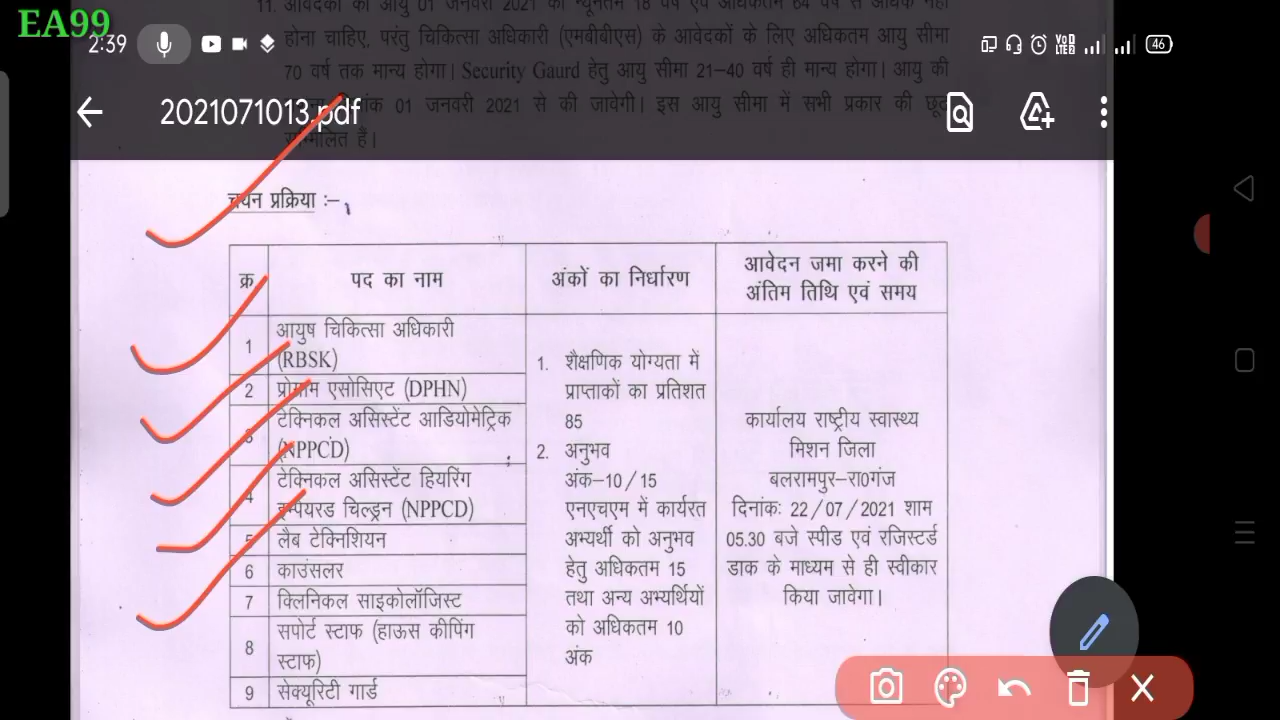 EA99
2:39
46
11. आवेदकों की आयु 01 जनवरी 2021 को न्यूनतम 18 वर्ष एवं अधिकतम 64 वर्ष से अधिक नहीं
होना चाहिए, परंतु चिकित्सा अधिकारी (एमबीबीएस) के आवेदकों के लिए अधिकतम आयु सीमा
70 वर्ष तक मान्य होगा। Security Gaurd हेतु आयु सीमा 21–40 वर्ष ही मान्य होगा। आयु की
01 जनवरी 2021 से की जावेगी। इस आयु सीमा में सभी प्रकार की छूट
2021071013.pdf
सम्मिलित है।
चयन प्रक्रिया :–
क्र
पद का नाम
अंकों का निर्धारण
आवेदन जमा करने की
अंतिम तिथि एवं समय
1
आयुष चिकित्सा अधिकारी
(RBSK)
2
प्रोग्राम एसोसिएट (DPHN)
3
टेक्निकल असिस्टेंट आडियोमेट्रिक
(NPPCD)
4
टेक्निकल असिस्टेंट हियरिंग
इम्पियरड चिल्ड्रन (NPPCD)
5
लैब टेक्निशियन
6
काउंसलर
7
क्लिनिकल साइकोलॉजिस्ट
8
सपोर्ट स्टाफ (हाऊस कीपिंग
स्टाफ)
9
सेक्यूरिटी गार्ड
1. शैक्षणिक योग्यता में
प्राप्ताकों का प्रतिशत
85
2. अनुभव
अंक–10/15
एनएचएम में कार्यरत
अभ्यर्थी को अनुभव
हेतु अधिकतम 15
तथा अन्य अभ्यर्थियों
को अधिकतम 10
अंक
कार्यालय राष्ट्रीय स्वास्थ्य
मिशन जिला
बलरामपुर–रा0गंज
दिनांकः 22/07/2021 शाम
05.30 बजे स्पीड एवं रजिस्टर्ड
डाक के माध्यम से ही स्वीकार
किया जावेगा।